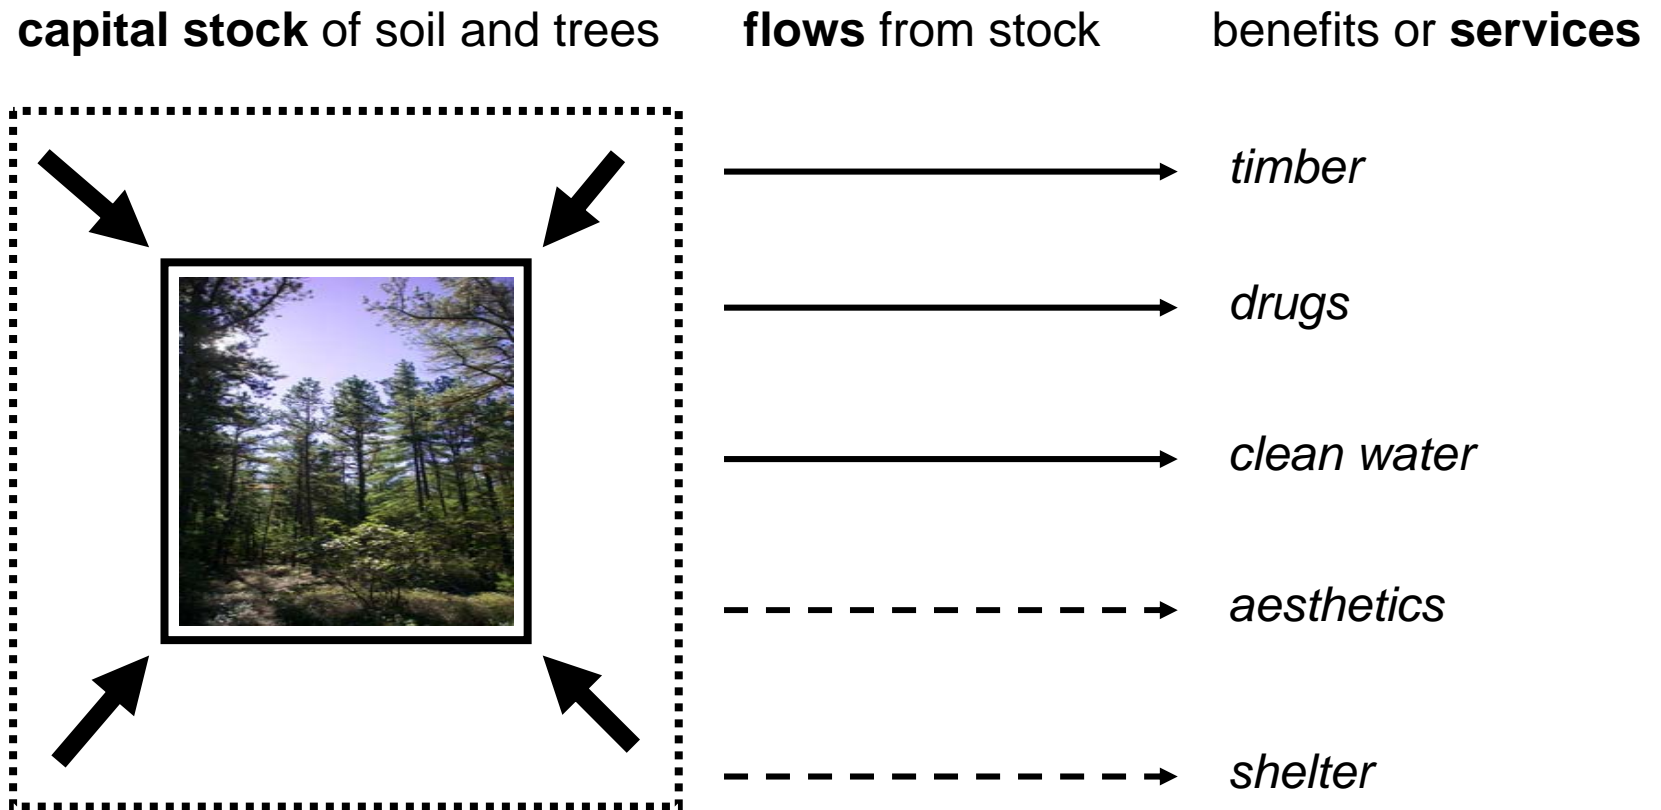 capital stock of soil and trees
flows from stock
benefits or services
timber
drugs
clean water
aesthetics
shelter